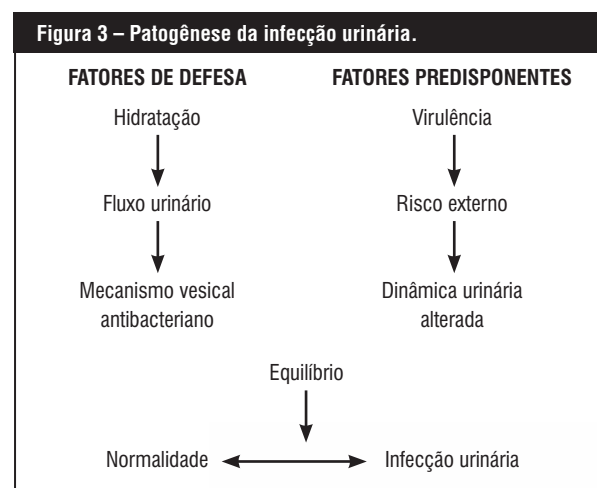 Figura 3 – Patogênese da infecção urinária.
FATORES DE DEFESA
Hidratação
Fluxo urinário
Mecanismo vesical
antibacteriano
FATORES PREDISPONENTES
Virulência
Risco externo
Dinâmica urinária
alterada
Equilíbrio
Normalidade
Infecção urinária